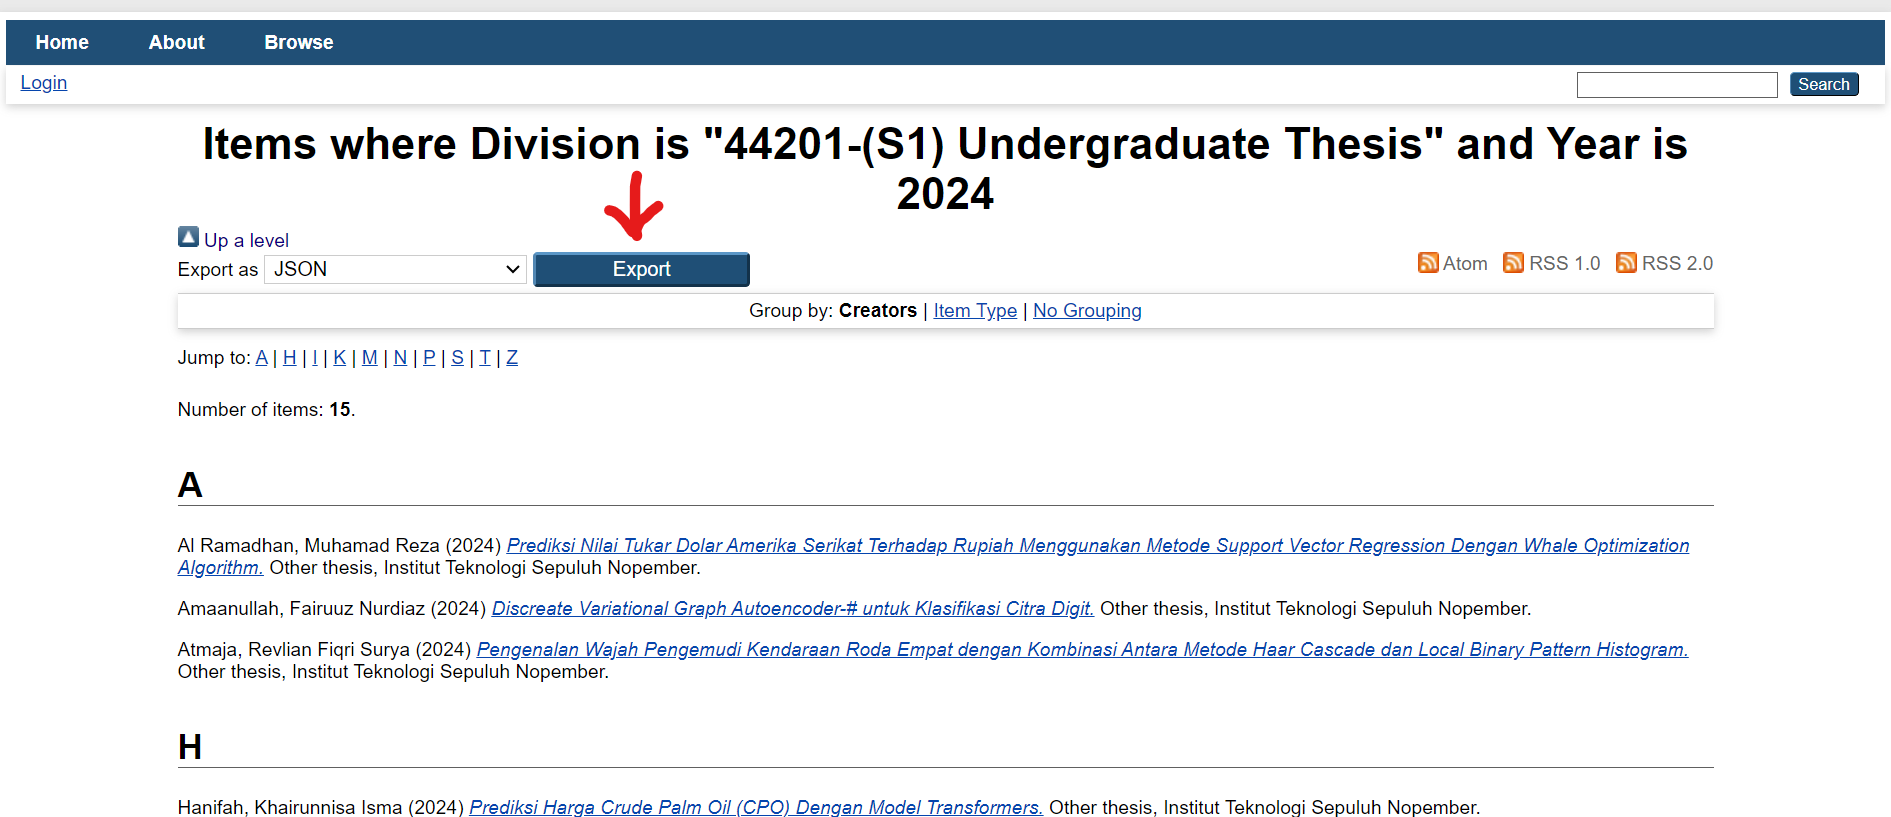 Home About Browse
Login Search
Items where Division is "44201-(S1) Undergraduate Thesis" and Year is
2024
Up a level
Export as JSON Export Atom RSS 1.0 RSS 2.0
Group by: Creators | Item Type | No Grouping
Jump to: A | H | I | K | M | N | P | S | T | Z
Number of items: 15.
A
Al Ramadhan, Muhamad Reza (2024) Prediksi Nilai Tukar Dolar Amerika Serikat Terhadap Rupiah Menggunakan Metode Support Vector Regression Dengan Whale Optimization
Algorithm. Other thesis, Institut Teknologi Sepuluh Nopember.
Amaanullah, Fairuuz Nurdiaz (2024) Discreate Variational Graph Autoencoder-# untuk Klasifikasi Citra Digit. Other thesis, Institut Teknologi Sepuluh Nopember.
Atmaja, Revlian Fiqri Surya (2024) Pengenalan Wajah Pengemudi Kendaraan Roda Empat dengan Kombinasi Antara Metode Haar Cascade dan Local Binary Pattern Histogram.
Other thesis, Institut Teknologi Sepuluh Nopember.
H
Hanifah, Khairunnisa Isma (2024) Prediksi Harga Crude Palm Oil (CPO) Dengan Model Transformers. Other thesis, Institut Teknologi Sepuluh Nopember.